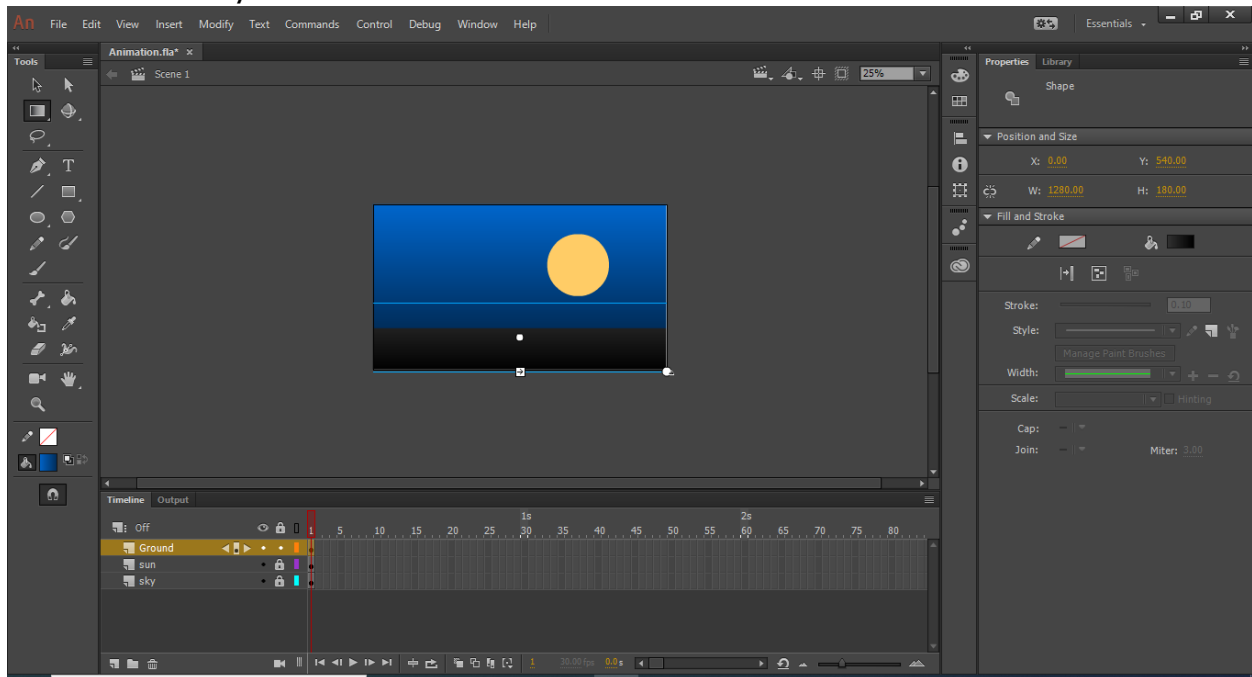 An File Edit View Insert Modify Text Commands Control Debug Window Help Essentials
Animation.fla* ×
Tools
Scene 1
25%
Properties Library
Shape
Position and Size
X: 0.00 Y: 540.00
W: 1280.00 H: 180.00
Fill and Stroke
Stroke: 0.10
Style:
Manage Paint Brushes
Width:
Scale: Hinting
Cap:
Join: Miter: 3.00
Timeline Output
1s 2s
Off 1 5 10 15 20 25 30 35 40 45 50 55 60 65 70 75 80
Ground
sun
sky
1 30.00 fps 0.0 s